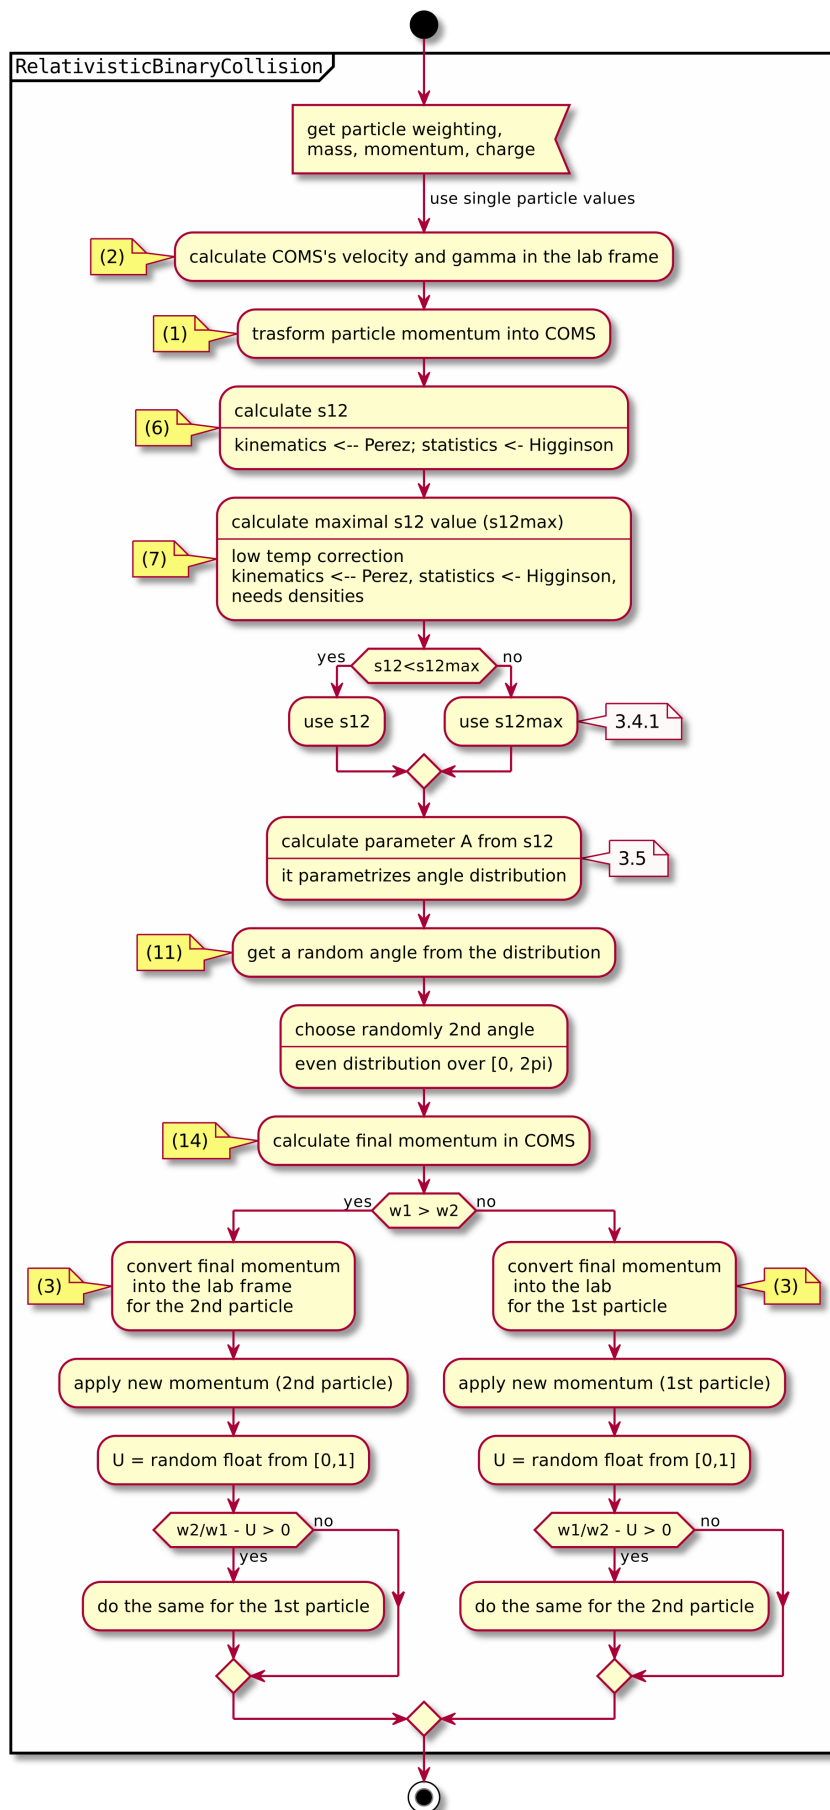 RelativisticBinaryCollision
get particle weighting,
mass, momentum, charge
use single particle values
(2)
calculate COMS's velocity and gamma in the lab frame
(1)
trasform particle momentum into COMS
calculate s12
(6)
kinematics <-- Perez; statistics <- Higginson
calculate maximal s12 value (s12max)
(7)
low temp correction
kinematics <-- Perez, statistics <- Higginson,
needs densities
yes
s12<s12max
no
use s12
use s12max
3.4.1
calculate parameter A from s12
3.5
it parametrizes angle distribution
(11)
get a random angle from the distribution
choose randomly 2nd angle
even distribution over [0, 2pi)
(14)
calculate final momentum in COMS
yes
w1 > w2
no
(3)
convert final momentum
into the lab frame
for the 2nd particle
convert final momentum
into the lab
for the 1st particle
(3)
apply new momentum (2nd particle)
apply new momentum (1st particle)
U = random float from [0,1]
U = random float from [0,1]
w2/w1 - U > 0
no
w1/w2 - U > 0
no
yes
yes
do the same for the 1st particle
do the same for the 2nd particle